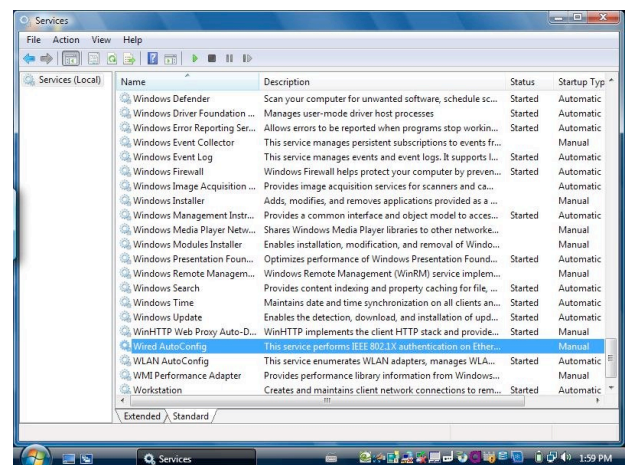 Services
File Action View Help
Services (Local)
Name Description Status Startup Typ
Windows Defender Scan your computer for unwanted software, schedule sc... Started Automatic
Windows Driver Foundation ... Manages user-mode driver host processes Started Automatic
Windows Error Reporting Ser... Allows errors to be reported when programs stop workin... Started Automatic
Windows Event Collector This service manages persistent subscriptions to events fr... Manual
Windows Event Log This service manages events and event logs. It supports l... Started Automatic
Windows Firewall Windows Firewall helps protect your computer by preven... Started Automatic
Windows Image Acquisition ... Provides image acquisition services for scanners and ca... Automatic
Windows Installer Adds, modifies, and removes applications provided as a ... Manual
Windows Management Instr... Provides a common interface and object model to acces... Started Automatic
Windows Media Player Netw... Shares Windows Media Player libraries to other networke... Manual
Windows Modules Installer Enables installation, modification, and removal of Windo... Manual
Windows Presentation Foun... Optimizes performance of Windows Presentation Found... Started Automatic
Windows Remote Managem... Windows Remote Management (WinRM) service implem... Manual
Windows Search Provides content indexing and property caching for file, ... Started Automatic
Windows Time Maintains date and time synchronization on all clients an... Started Automatic
Windows Update Enables the detection, download, and installation of upd... Started Automatic
WinHTTP Web Proxy Auto-D... WinHTTP implements the client HTTP stack and provide... Started Manual
Wired AutoConfig This service performs IEEE 802.1X authentication on Ether... Manual
WLAN AutoConfig This service enumerates WLAN adapters, manages WLA... Started Automatic
WMI Performance Adapter Provides performance library information from Windows... Manual
Workstation Creates and maintains client network connections to rem... Started Automatic
Extended Standard
Services 1:59 PM